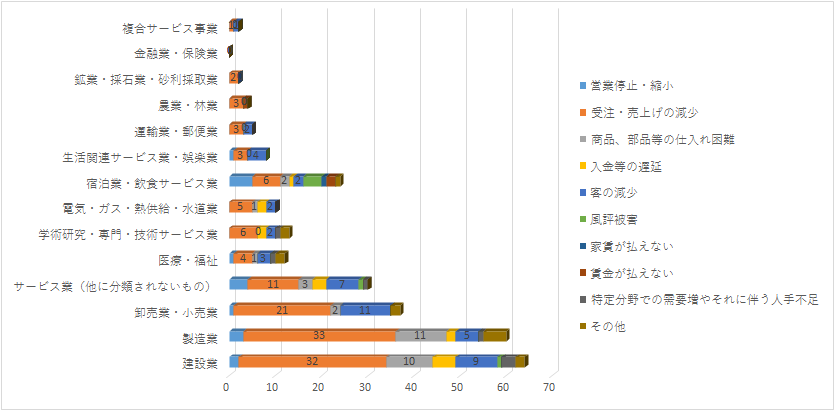 複合サービス事業
金融業・保険業
鉱業・採石業・砂利採取業 2
農業・林業 3
運輸業・郵便業 3 2
生活関連サービス業・娯楽業 3 4
宿泊業・飲食サービス業 6 2 2
電気・ガス・熱供給・水道業 5 1 2
学術研究・専門・技術サービス業 6 0 2
医療・福祉 4 1 3
サービス業（他に分類されないもの） 11 3 7
卸売業・小売業 21 2 11
製造業 33 11 5
建設業 32 10 9
0 10 20 30 40 50 60 70
営業停止・縮小
受注・売上げの減少
商品、部品等の仕入れ困難
入金等の遅延
客の減少
風評被害
家賃が払えない
賃金が払えない
特定分野での需要増やそれに伴う人手不足
その他